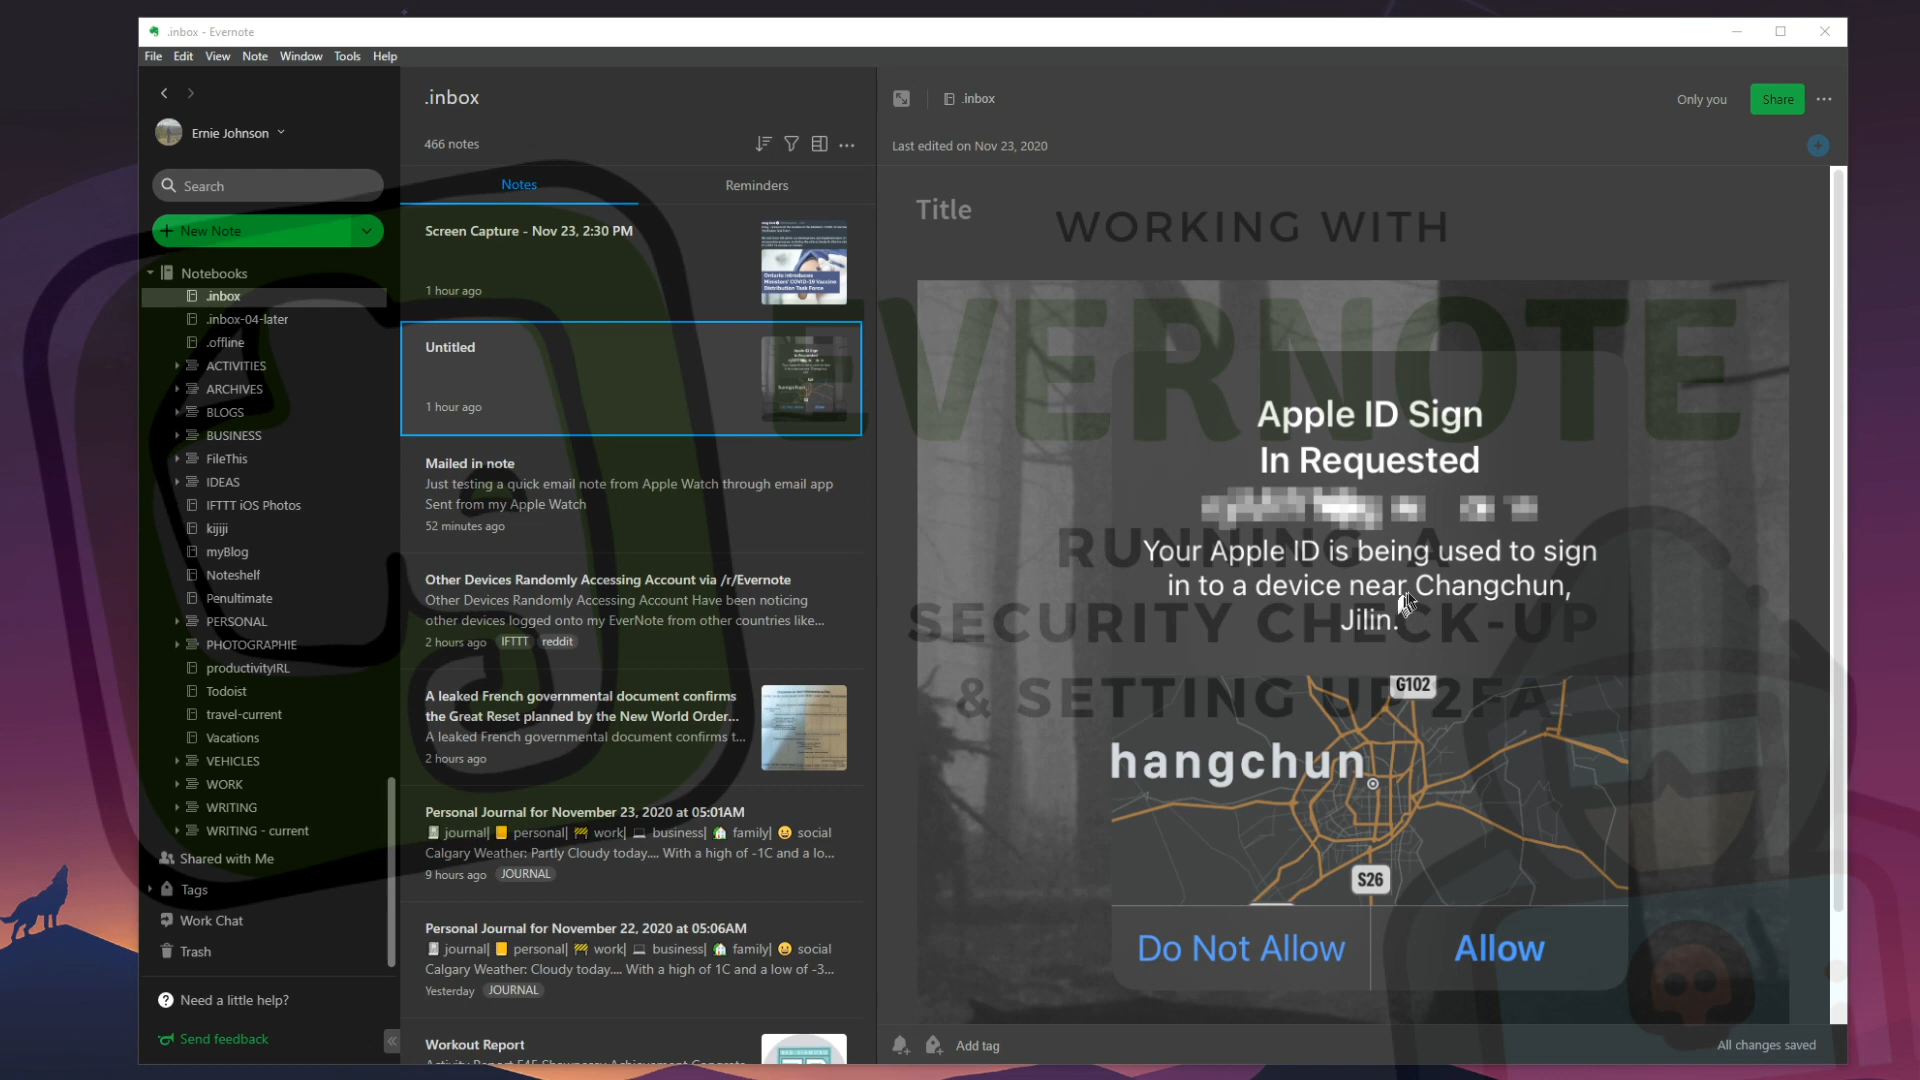 .inbox - Evernote
File Edit View Note Window Tools Help
Ernie Johnson
Search
New Note
Notebooks
.inbox
.inbox-04-later
.offline
ACTIVITIES
ARCHIVES
BLOGS
BUSINESS
FileThis
IDEAS
IFTTT iOS Photos
kijiji
myBlog
Noteshelf
Penultimate
PERSONAL
PHOTOGRAPHIE
productivityIRL
Todoist
travel-current
Vacations
VEHICLES
WORK
WRITING
WRITING - current
Shared with Me
Tags
Work Chat
Trash
Need a little help?
Send feedback
.inbox
466 notes
Notes Reminders
Screen Capture - Nov 23, 2:30 PM
1 hour ago
Ontario introduces
Ministers' COVID-19 Vaccine
Distribution Task Force
Untitled
1 hour ago
Mailed in note
Just testing a quick email note from Apple Watch through email app
Sent from my Apple Watch
52 minutes ago
Other Devices Randomly Accessing Account via /r/Evernote
Other Devices Randomly Accessing Account Have been noticing
other devices logged onto my EverNote from other countries like...
2 hours ago IFTTT reddit
A leaked French governmental document confirms
the Great Reset planned by the New World Order...
A leaked French governmental document confirms t...
2 hours ago
Personal Journal for November 23, 2020 at 05:01AM
journal| personal| work| business| family| social
Calgary Weather: Partly Cloudy today.... With a high of -1C and a lo...
9 hours ago JOURNAL
Personal Journal for November 22, 2020 at 05:06AM
journal| personal| work| business| family| social
Calgary Weather: Cloudy today.... With a high of 1C and a low of -3...
Yesterday JOURNAL
Workout Report
.inbox
Only you Share
Last edited on Nov 23, 2020
Title
WORKING WITH
EVERNOTE
RUNNING A
SECURITY CHECK-UP
& SETTING UP 2FA
Apple ID Sign
In Requested
Your Apple ID is being used to sign
in to a device near Changchun,
Jilin.
G102
hangchun
S26
Do Not Allow Allow
Add tag
All changes saved